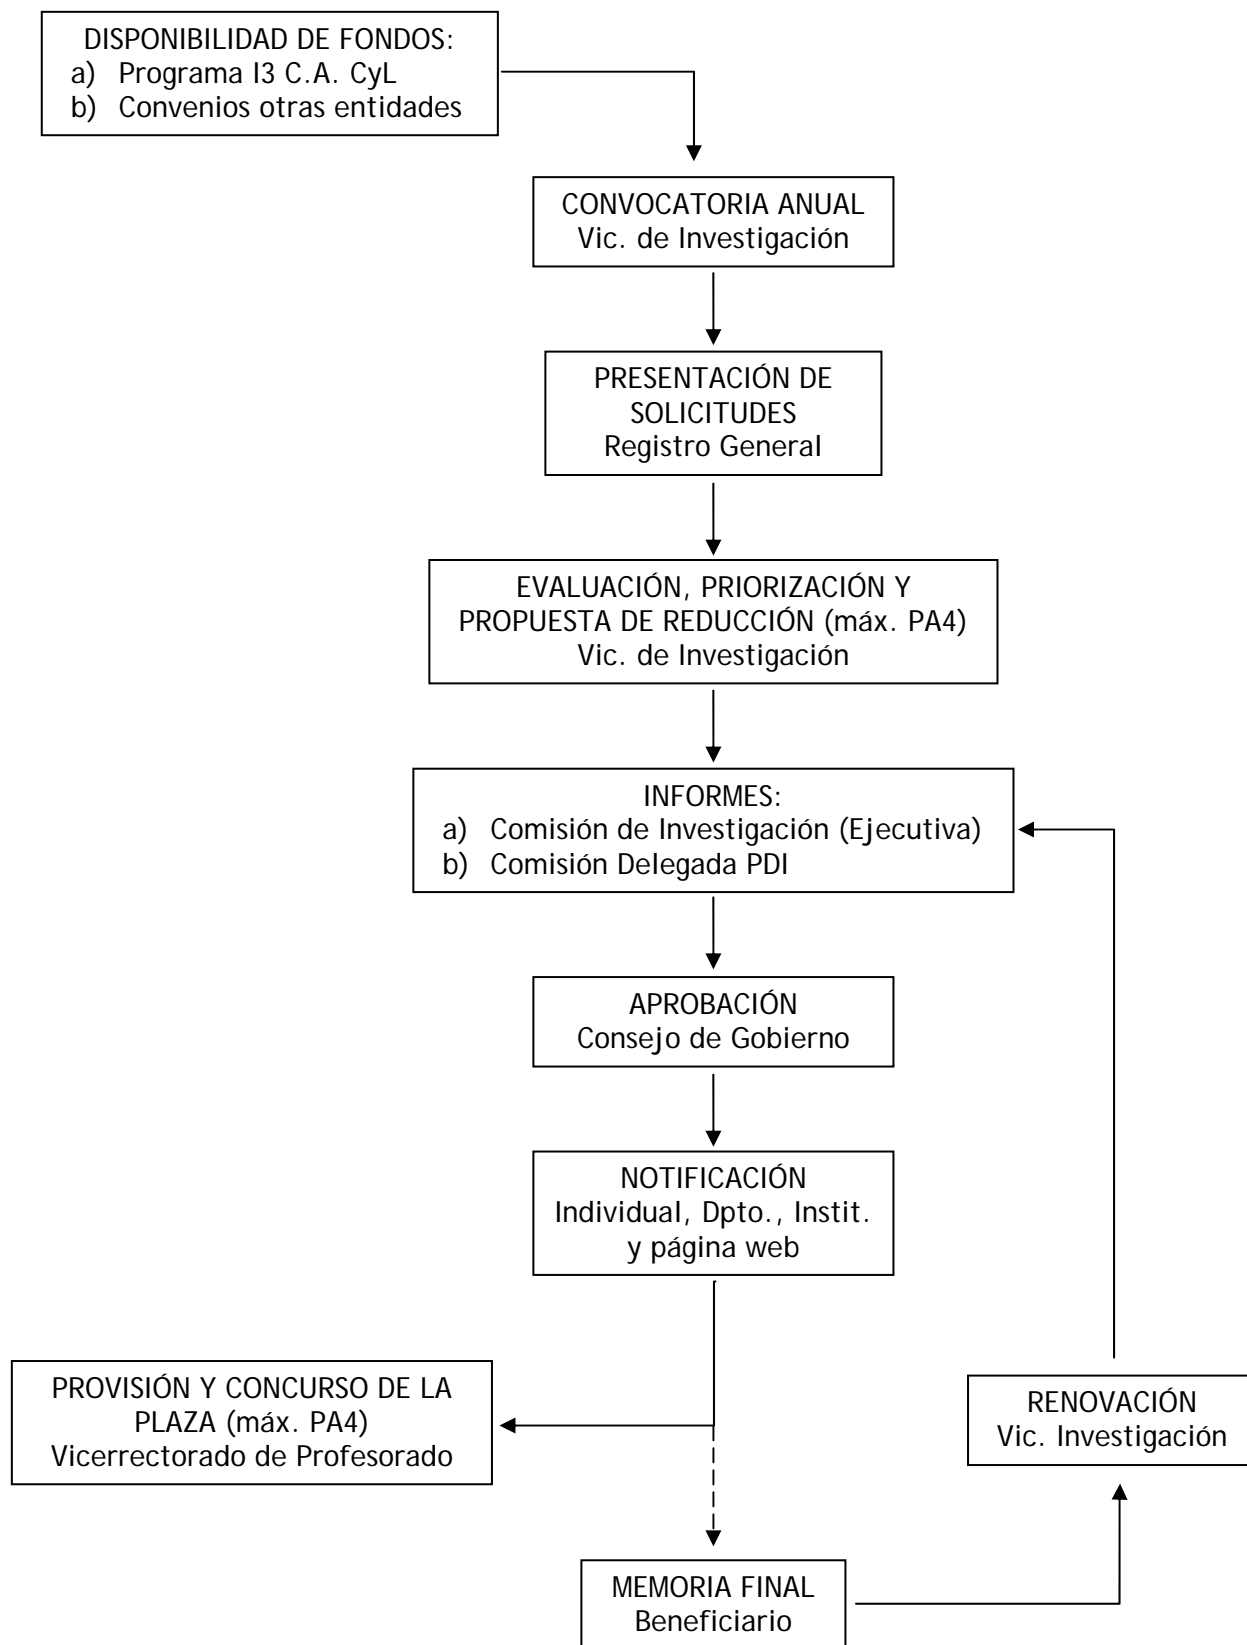 DISPONIBILIDAD DE FONDOS:
a) Programa I3 C.A. CyL
b) Convenios otras entidades
CONVOCATORIA ANUAL
Vic. de Investigación
PRESENTACIÓN DE
SOLICITUDES
Registro General
EVALUACIÓN, PRIORIZACIÓN Y
PROPUESTA DE REDUCCIÓN (máx. PA4)
Vic. de Investigación
INFORMES:
a) Comisión de Investigación (Ejecutiva)
b) Comisión Delegada PDI
APROBACIÓN
Consejo de Gobierno
NOTIFICACIÓN
Individual, Dpto., Instit.
y página web
PROVISIÓN Y CONCURSO DE LA
PLAZA (máx. PA4)
Vicerrectorado de Profesorado
RENOVACIÓN
Vic. Investigación
MEMORIA FINAL
Beneficiario